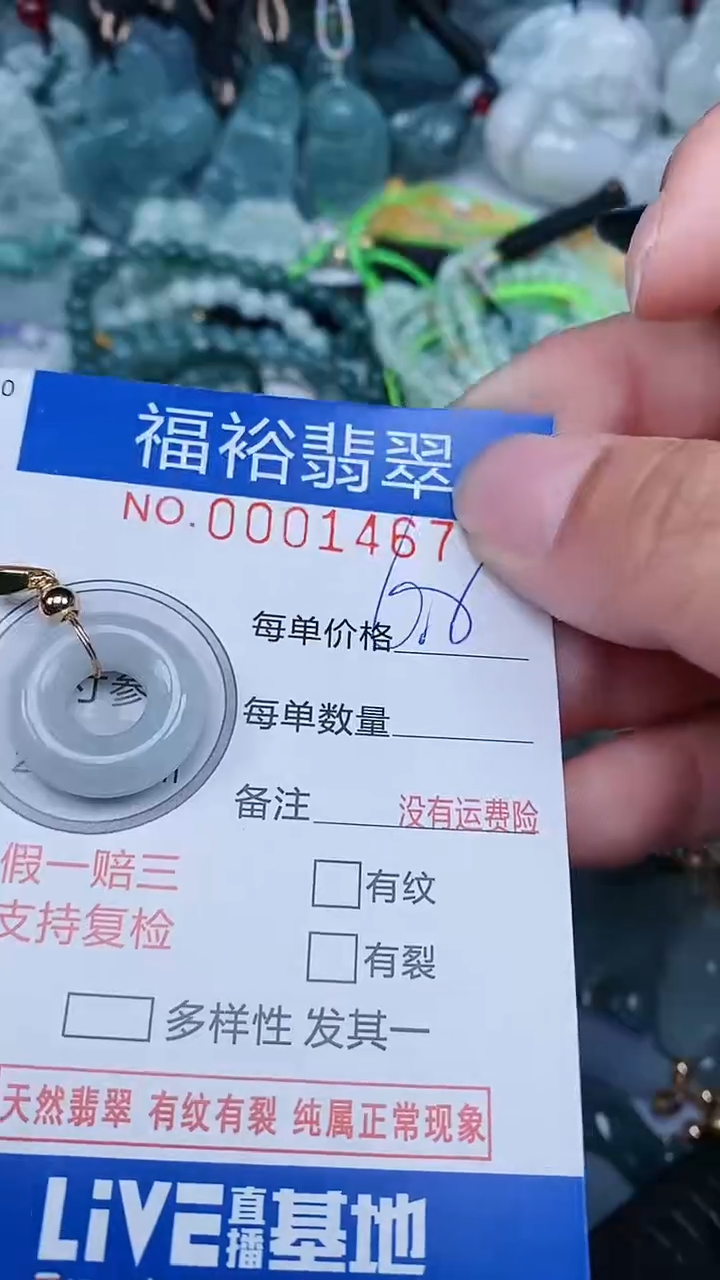 0
福裕翡翠
NO.0001467
每单价格
寸参
每单数量
备注 没有运费险
假一赔三
有纹
支持复检
有裂
多样性 发其一
天然翡翠 有纹有裂 纯属正常现象
LiVE直播基地